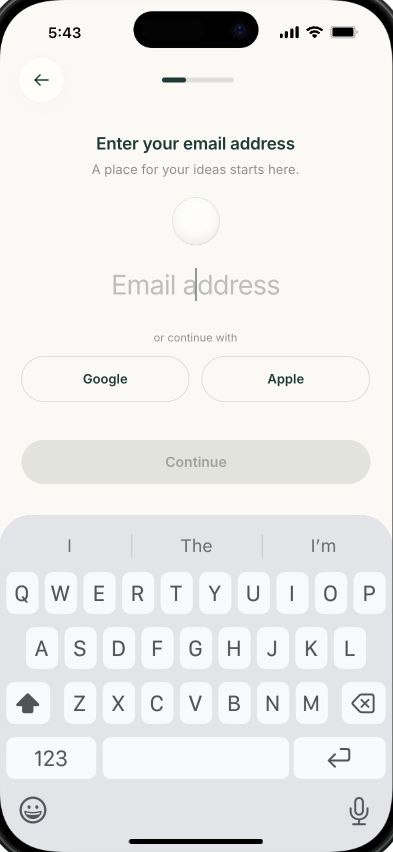 5:43
Enter your email address
A place for your ideas starts here.
Email address
or continue with
Google Apple
Continue
I The I’m
Q W E R T Y U I O P
A S D F G H J K L
Z X C V B N M
123